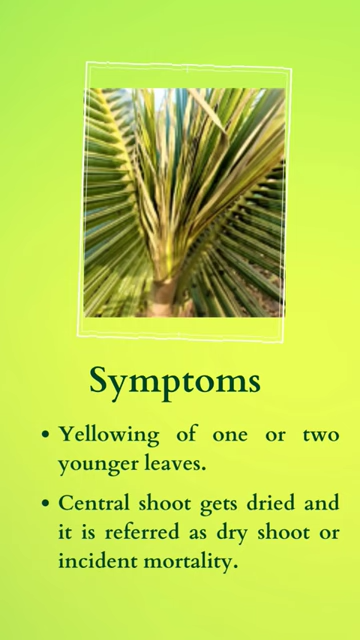 Symptoms
• Yellowing of one or two
younger leaves.
• Central shoot gets dried and
it is referred as dry shoot or
incident mortality.